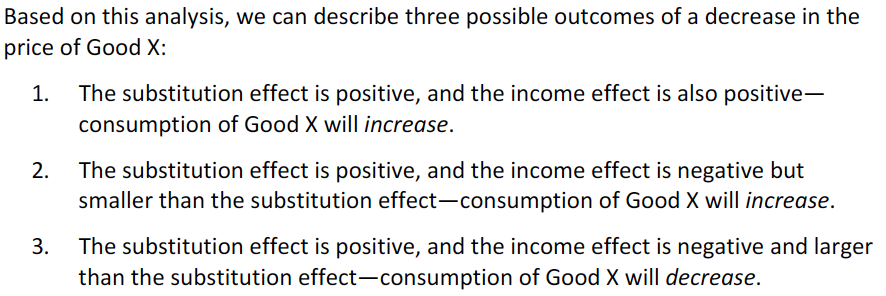 Based on this analysis, we can describe three possible outcomes of a decrease in the
price of Good X:
1. The substitution effect is positive, and the income effect is also positive—
consumption of Good X will increase.
2. The substitution effect is positive, and the income effect is negative but
smaller than the substitution effect—consumption of Good X will increase.
3. The substitution effect is positive, and the income effect is negative and larger
than the substitution effect—consumption of Good X will decrease.